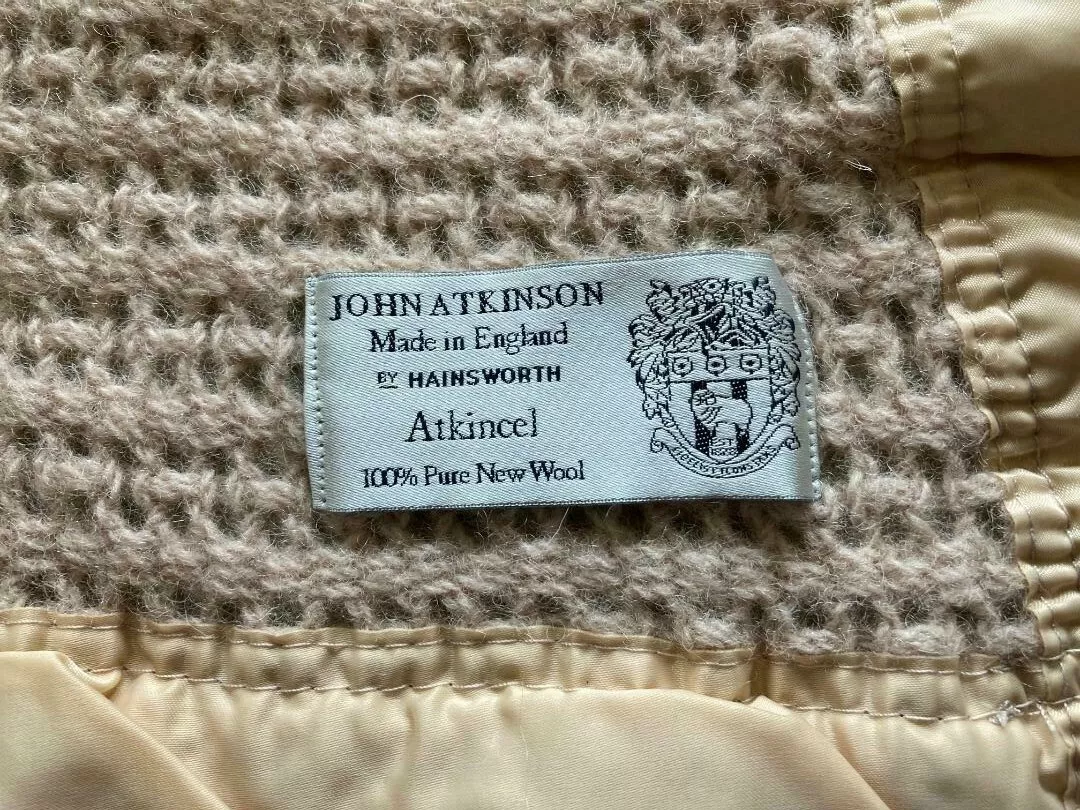 JOHN ATKINSON
Made in England
BY HAINSWORTH
Atkincel
100% Pure New Wool